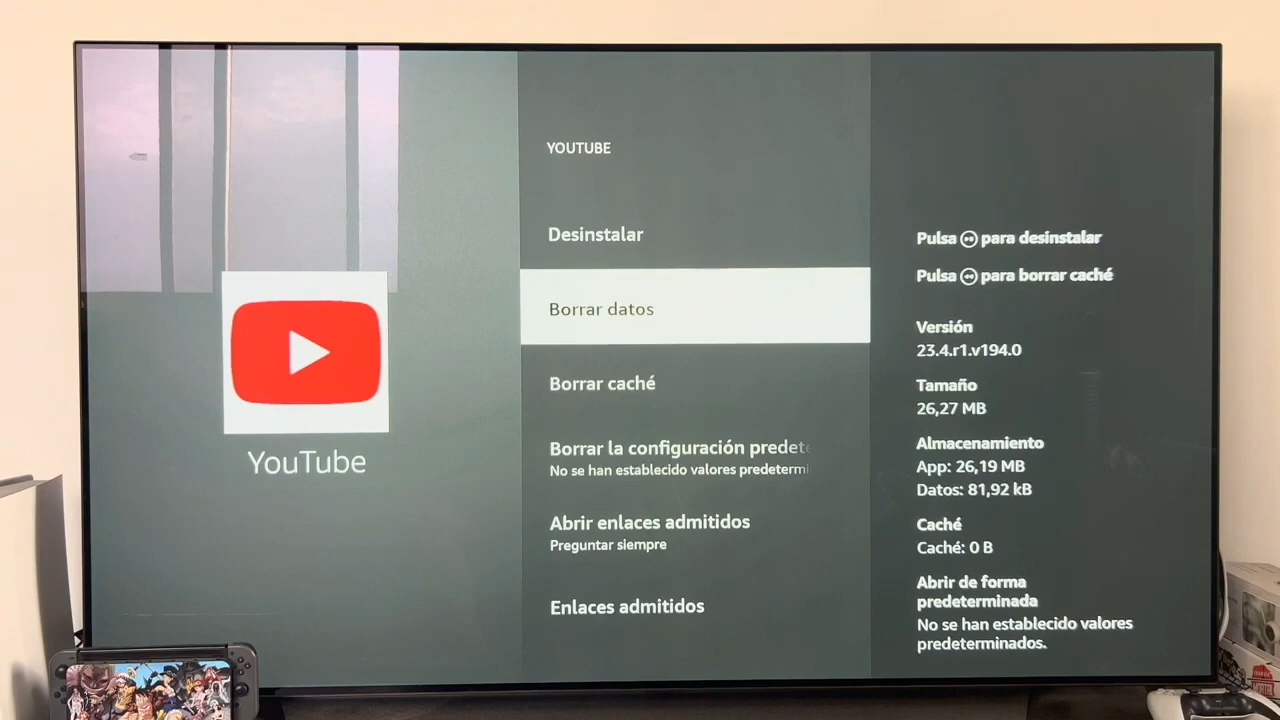 YOUTUBE
Desinstalar
Borrar datos
Borrar caché
Borrar la configuración predete
No se han establecido valores predetermi
Abrir enlaces admitidos
Preguntar siempre
Enlaces admitidos
YouTube
Pulsa para desinstalar
Pulsa para borrar caché
Versión
23.4.r1.v194.0
Tamaño
26,27 MB
Almacenamiento
App: 26,19 MB
Datos: 81,92 kB
Caché
Caché: 0 B
Abrir de forma
predeterminada
No se han establecido valores
predeterminados.